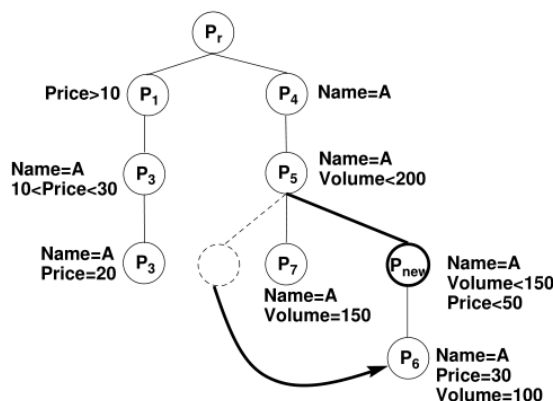 Pr
Price>10
P1
P4
Name=A
Name=A
10<Price<30
P3
P5
Name=A
Volume<200
Name=A
Price=20
P3
P7
Name=A
Volume=150
Pnew
Name=A
Volume<150
Price<50
P6
Name=A
Price=30
Volume=100